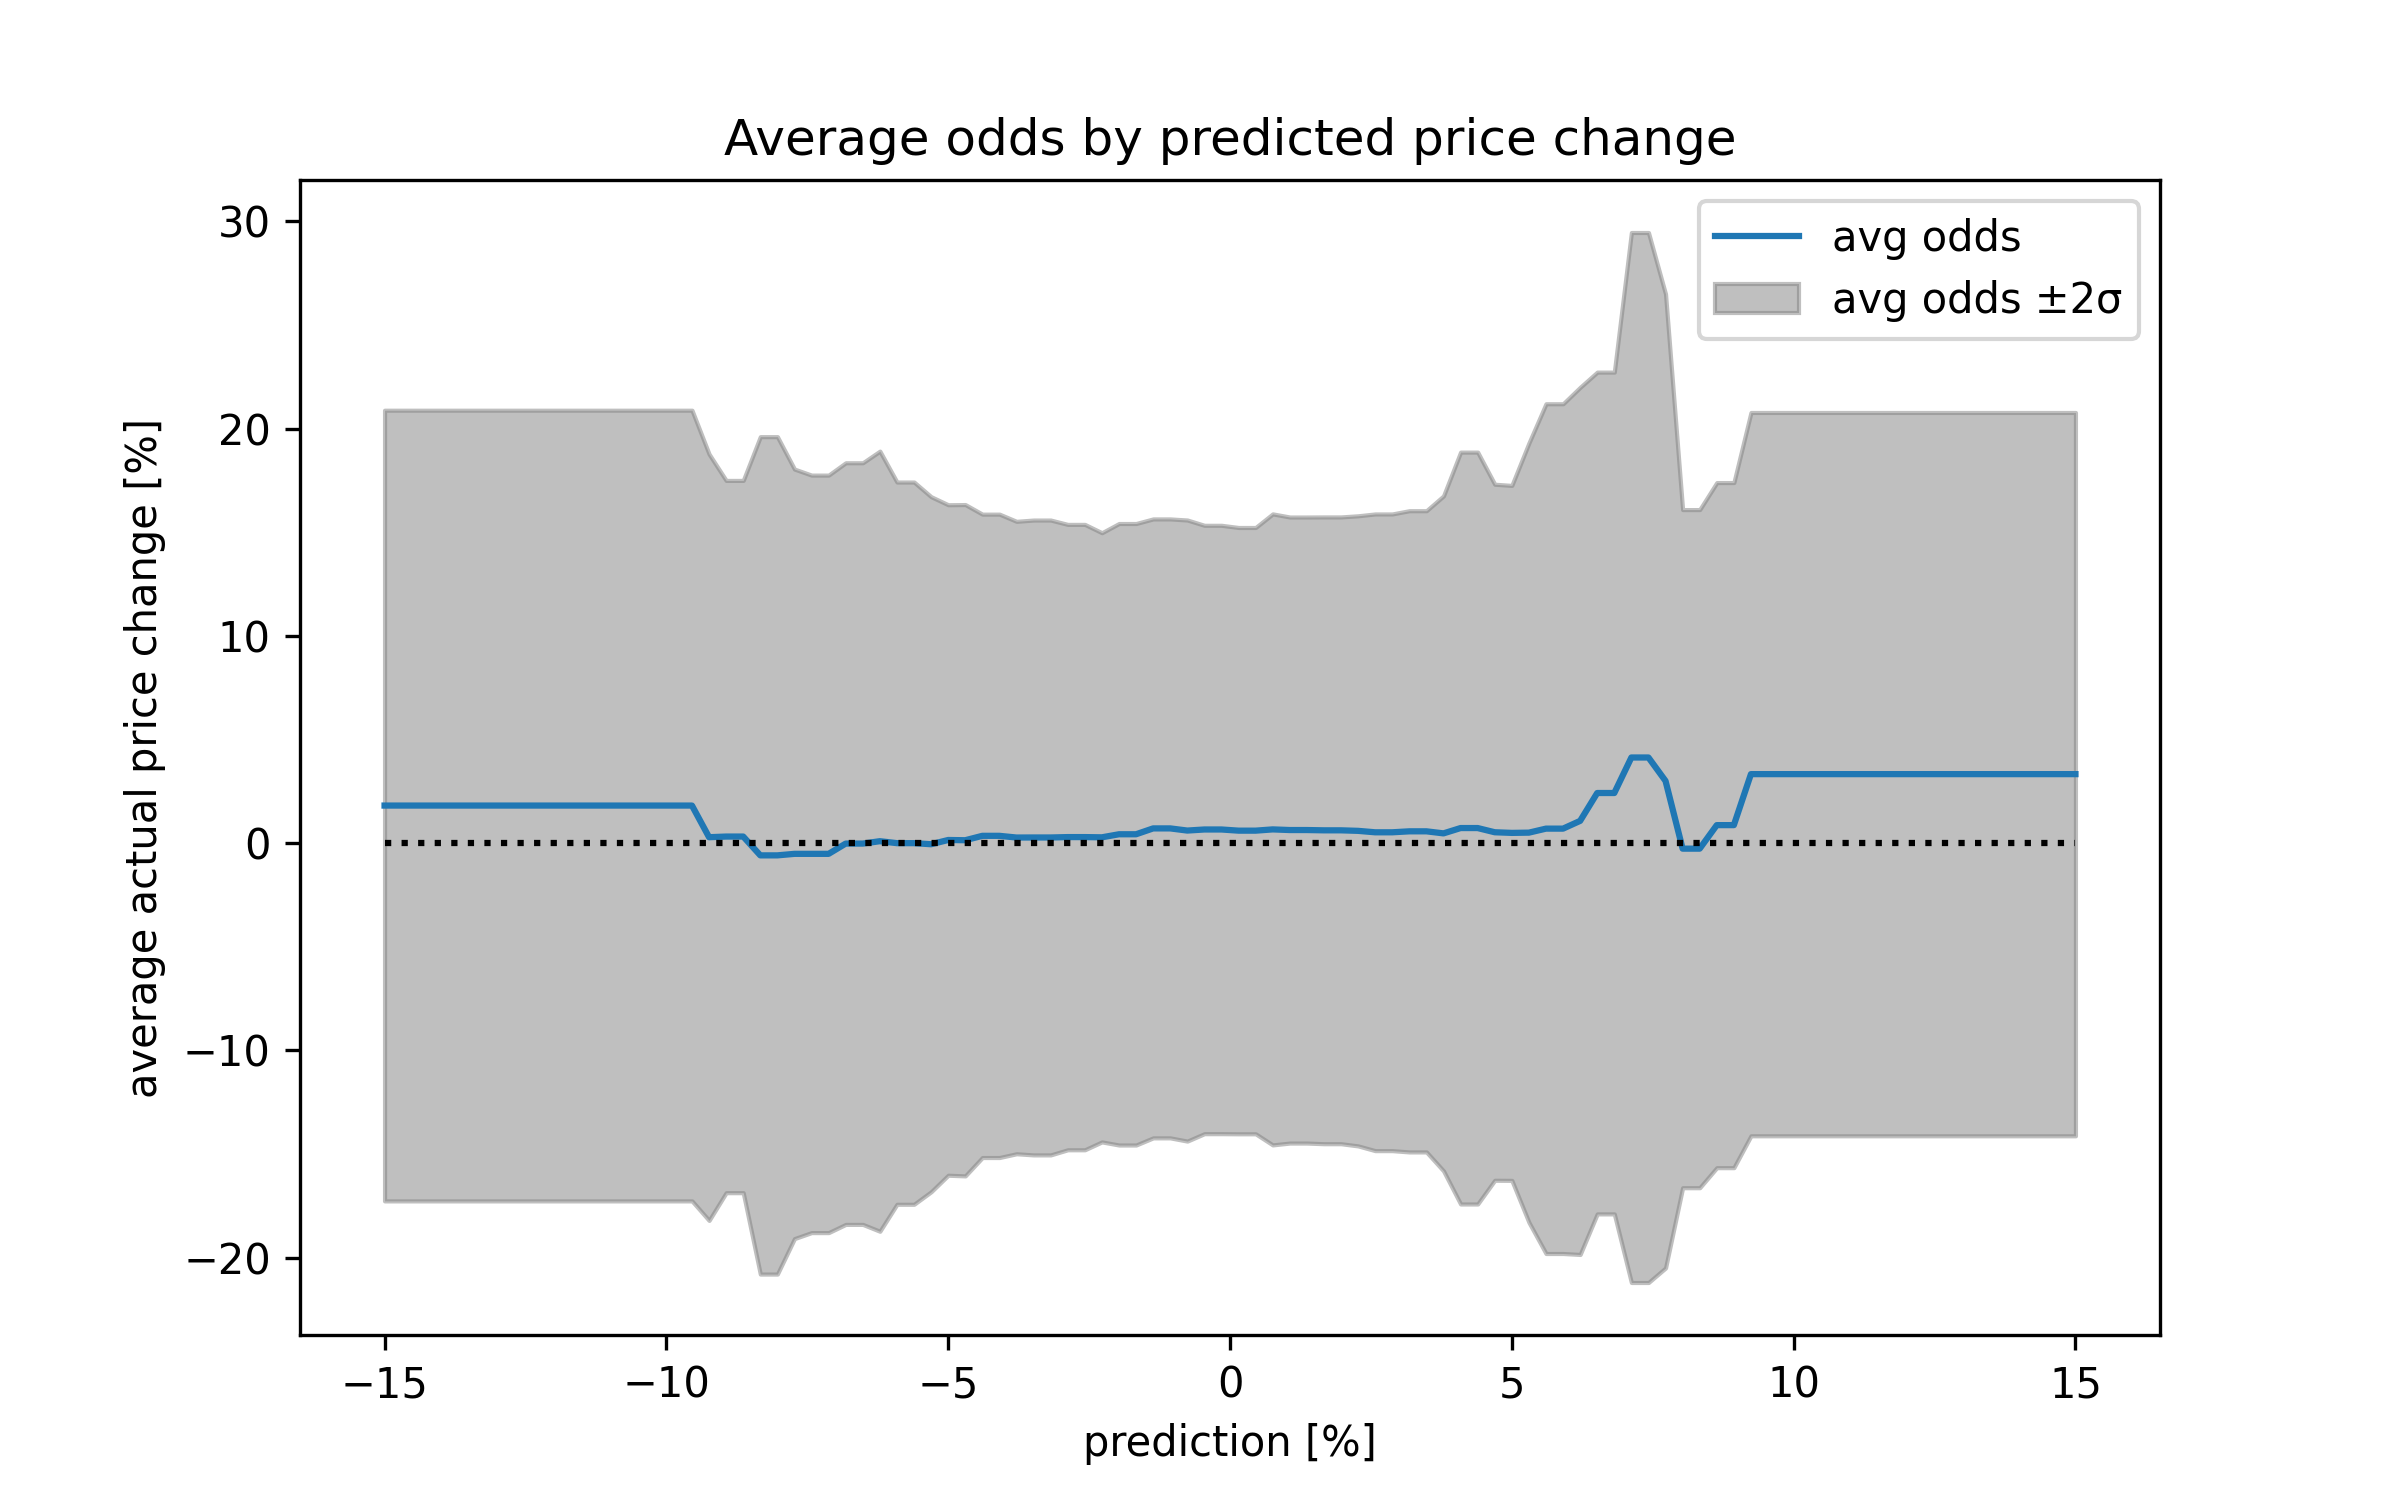 Average odds by predicted price change
avg odds
avg odds ±2σ
average actual price change [%]
30
20
10
0
−10
−20
−15
−10
−5
0
5
10
15
prediction [%]